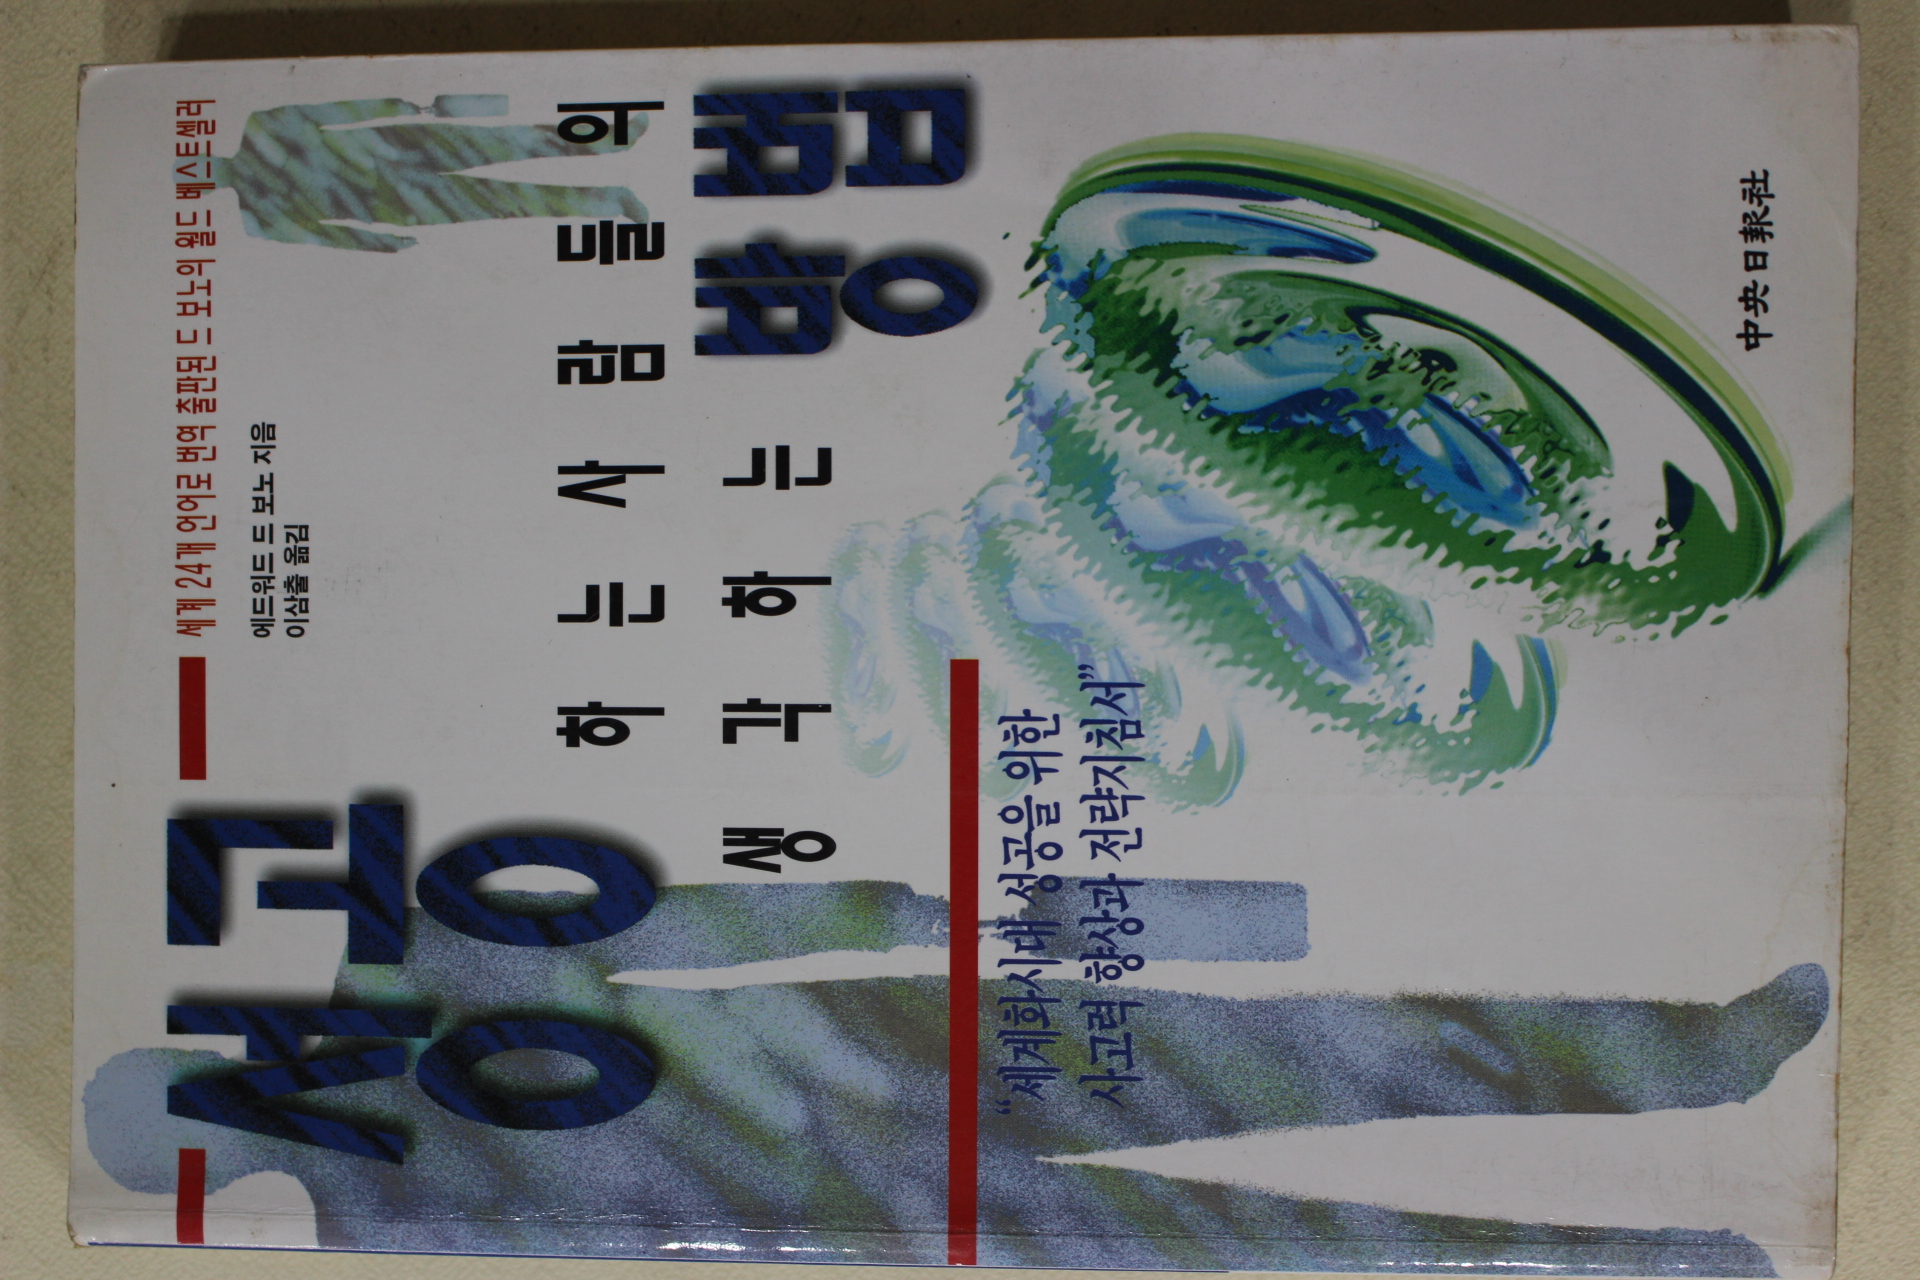 세계 24개 언어로 번역 출판된 드 보노의 월드 베스트셀러
에드워드 드 보노 지음
이삼출 옮김
성공
하는 사람들의
생각하는
방법
“세계화시대 성공을 위한
사고력 향상과 전략지침서”
中央日報社